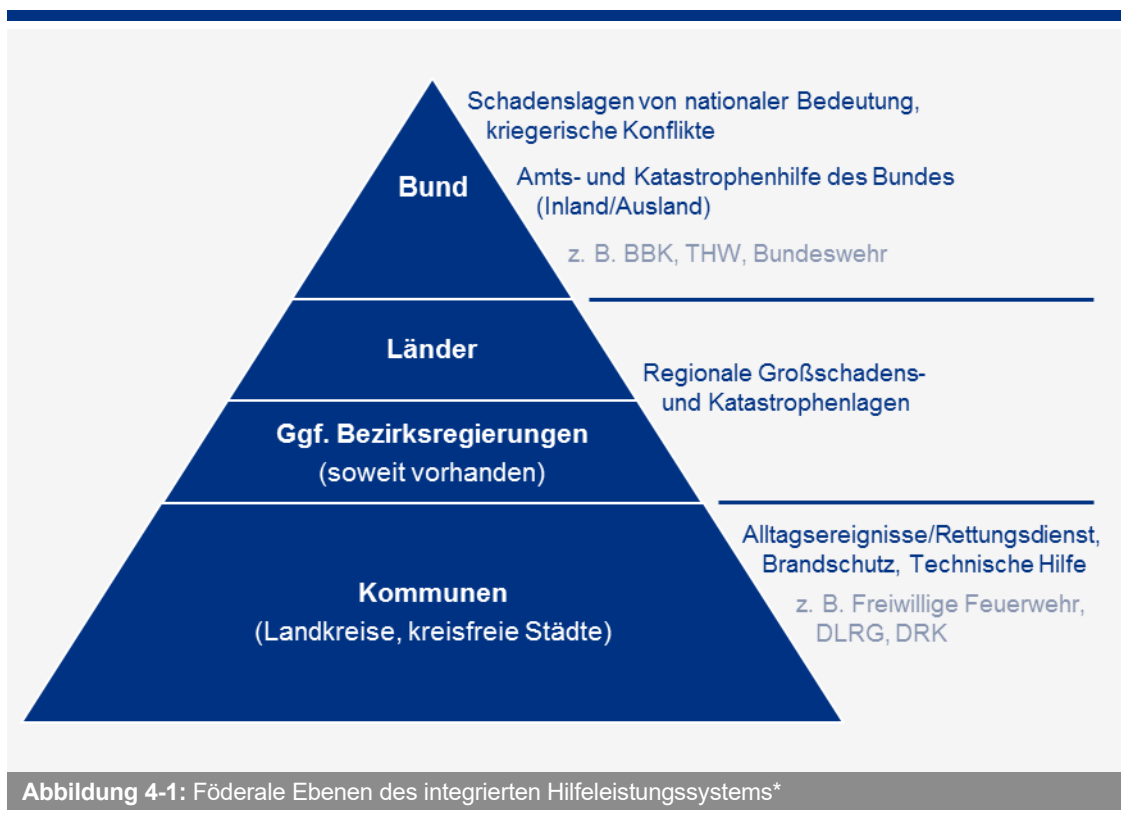 Schadenslagen von nationaler Bedeutung,
kriegerische Konflikte
Bund
Amts- und Katastrophenhilfe des Bundes
(Inland/Ausland)
z. B. BBK, THW, Bundeswehr
Länder
Regionale Großschadens-
und Katastrophenlagen
Ggf. Bezirksregierungen
(soweit vorhanden)
Alltagsereignisse/Rettungsdienst,
Brandschutz, Technische Hilfe
Kommunen
(Landkreise, kreisfreie Städte)
z. B. Freiwillige Feuerwehr,
DLRG, DRK
Abbildung 4-1: Föderale Ebenen des integrierten Hilfeleistungssystems*